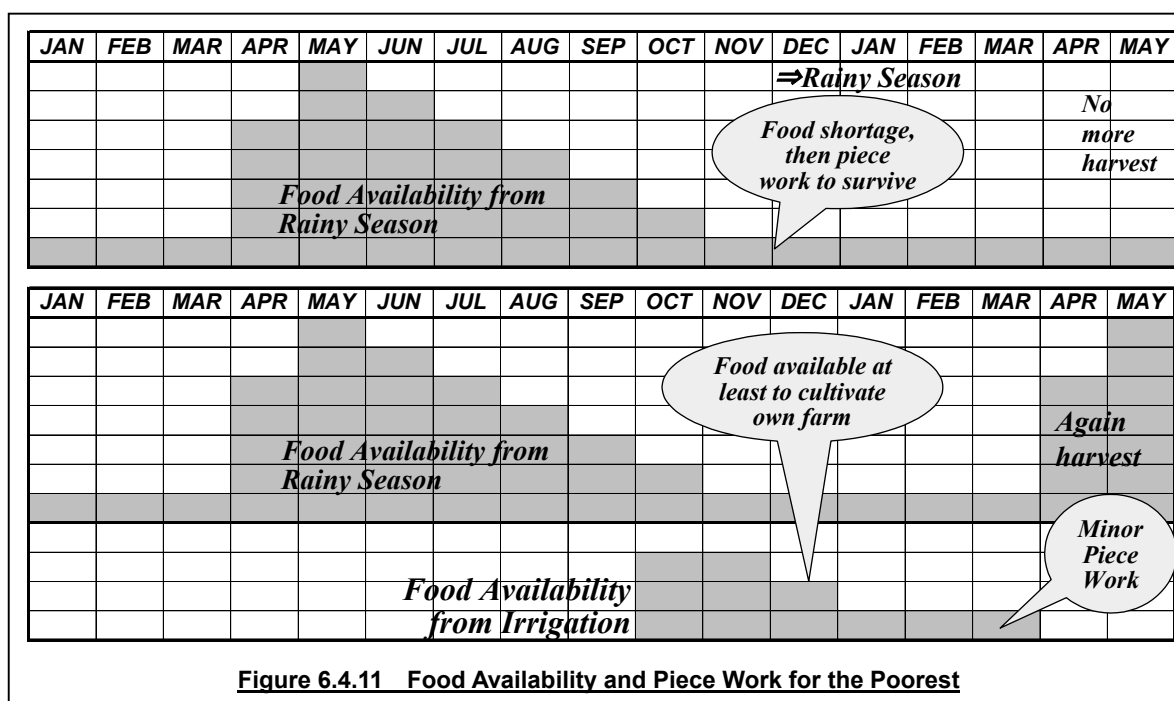 JAN FEB MAR APR MAY JUN JUL AUG SEP OCT NOV DEC JAN FEB MAR APR MAY
⇒Rainy Season
No
more
harvest
Food shortage,
then piece
work to survive
Food Availability from
Rainy Season
JAN FEB MAR APR MAY JUN JUL AUG SEP OCT NOV DEC JAN FEB MAR APR MAY
Food available at
least to cultivate
own farm
Again
harvest
Food Availability from
Rainy Season
Minor
Piece
Work
Food Availability
from Irrigation
Figure 6.4.11 Food Availability and Piece Work for the Poorest